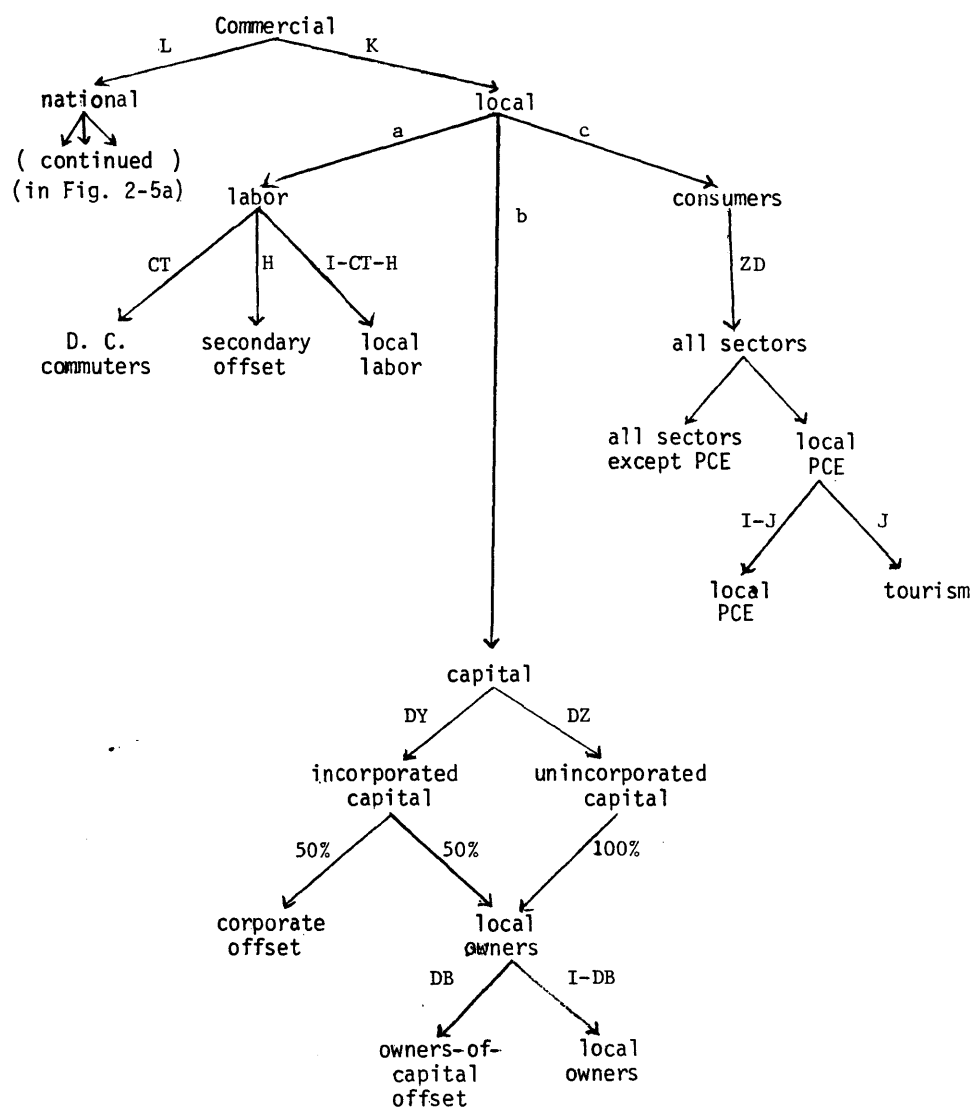 Commercial
L
K
national
local
( continued )
(in Fig. 2-5a)
a
c
labor
consumers
b
CT
H
I-CT-H
ZD
D. C.
commuters
secondary
offset
local
labor
all sectors
all sectors
except PCE
local
PCE
I-J
J
local
PCE
tourism
capital
DY
DZ
incorporated
capital
unincorporated
capital
50%
50%
100%
corporate
offset
local
owners
DB
I-DB
owners-of-
capital
offset
local
owners